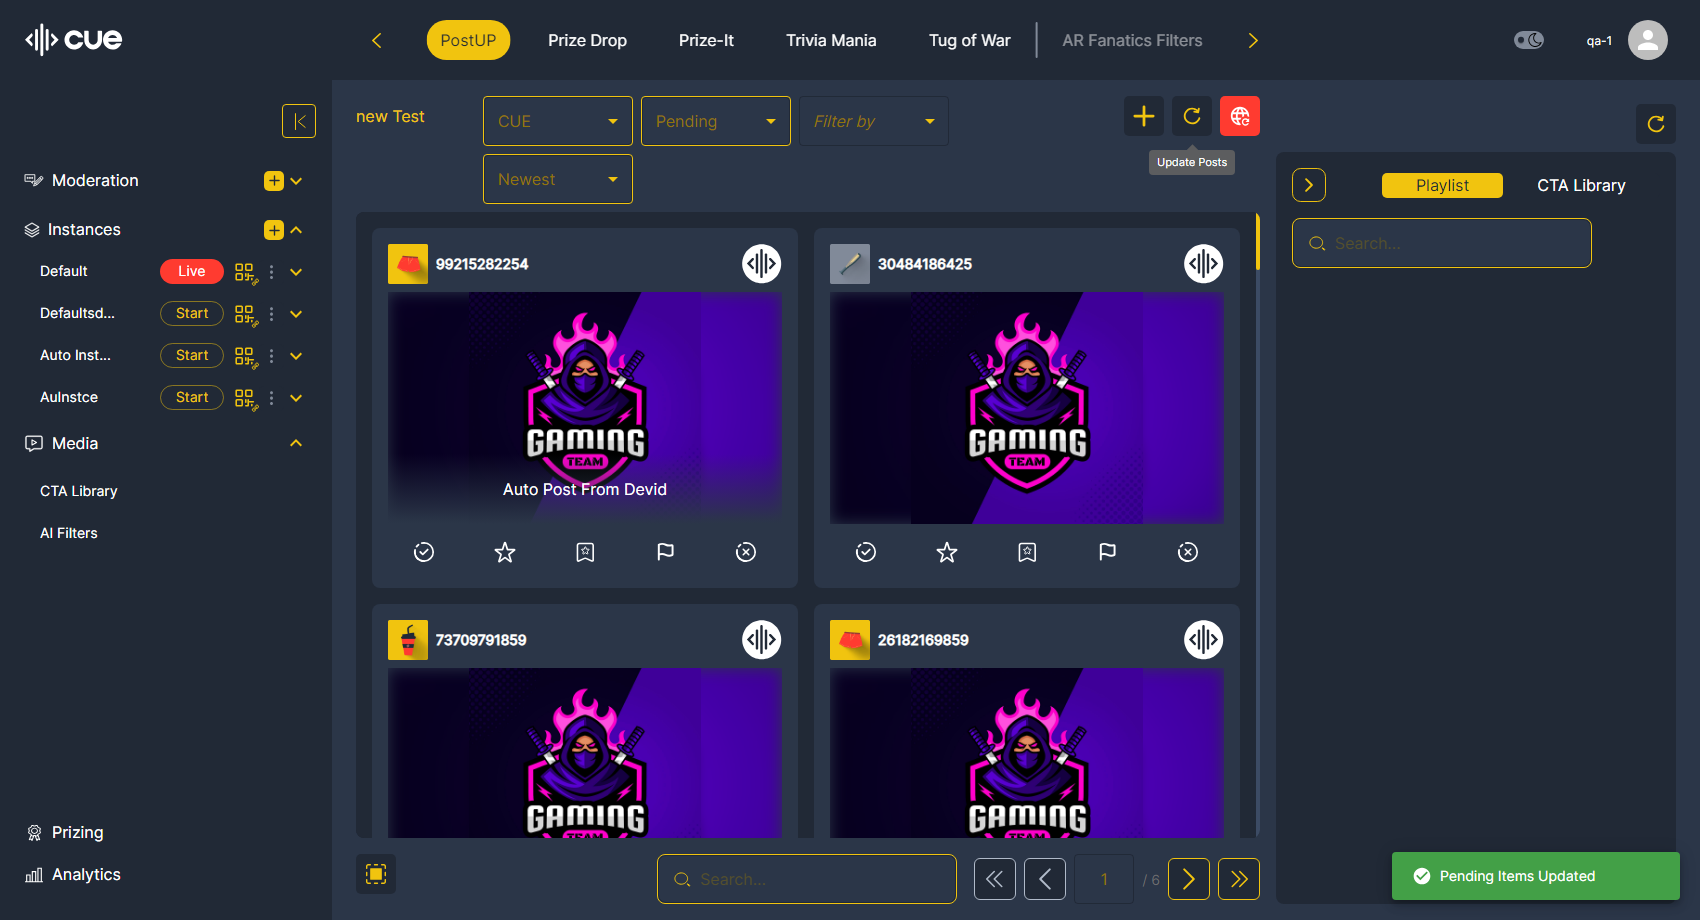 cue
PostUP
Prize Drop
Prize-It
Trivia Mania
Tug of War
AR Fanatics Filters
qa-1
Moderation
Instances
Default
Live
Defaultsd...
Start
Auto Inst...
Start
AuInstce
Start
Media
CTA Library
AI Filters
Prizing
Analytics
new Test
CUE
Pending
Filter by
Newest
Update Posts
99215282254
GAMING
TEAM
Auto Post From Devid
30484186425
GAMING
TEAM
73709791859
GAMING
TEAM
26182169859
GAMING
TEAM
Search...
1
/ 6
Playlist
CTA Library
Search...
Pending Items Updated